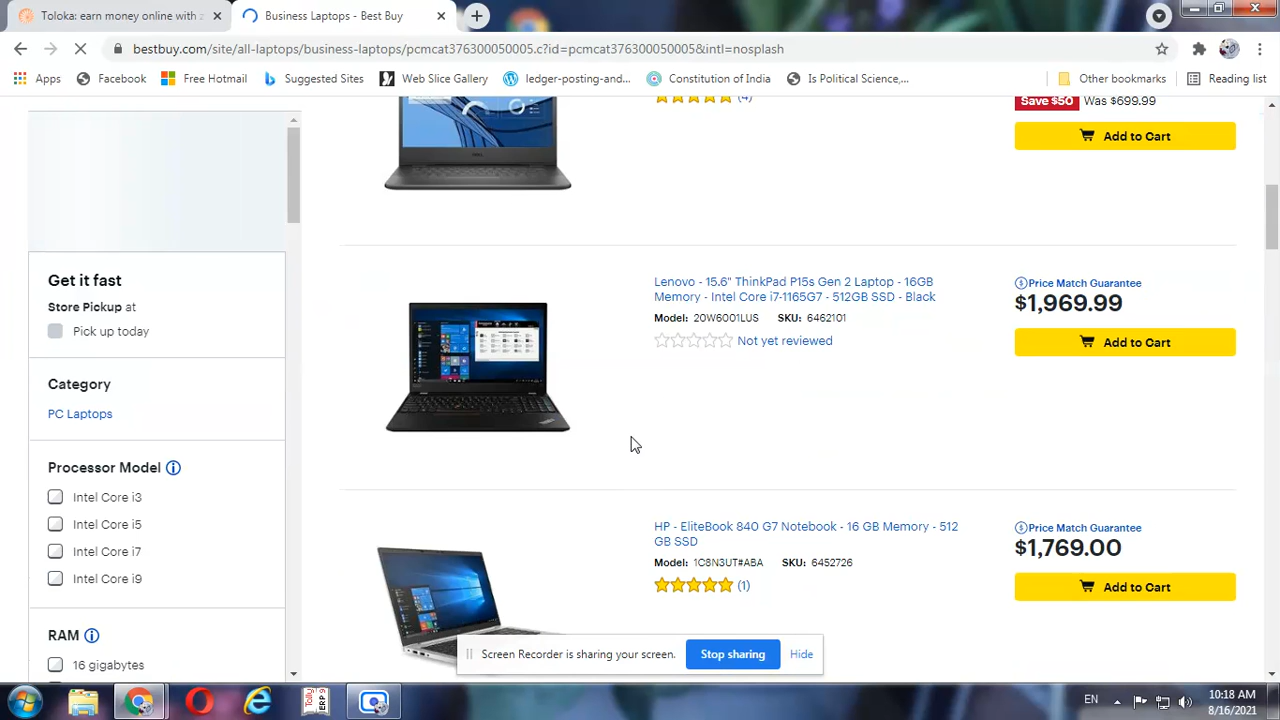 Toloka: earn money online with
Business Laptops - Best Buy
bestbuy.com/site/all-laptops/business-laptops/pcmcat376300050005.c?id=pcmcat376300050005&intl=nosplash
Apps
Facebook
Free Hotmail
Suggested Sites
Web Slice Gallery
ledger-posting-and...
Constitution of India
Is Political Science,...
Other bookmarks
Reading list
(4)
Save $50 Was $699.99
Add to Cart
Get it fast
Store Pickup at
Pick up today
Category
PC Laptops
Processor Model
Intel Core i3
Intel Core i5
Intel Core i7
Intel Core i9
RAM
16 gigabytes
Lenovo - 15.6" ThinkPad P15s Gen 2 Laptop - 16GB
Memory - Intel Core i7-1165G7 - 512GB SSD - Black
Model: 20W6001LUS SKU: 6462101
Not yet reviewed
Price Match Guarantee
$1,969.99
Add to Cart
HP - EliteBook 840 G7 Notebook - 16 GB Memory - 512
GB SSD
Model: 1C8N3UT#ABA SKU: 6452726
(1)
Price Match Guarantee
$1,769.00
Add to Cart
Screen Recorder is sharing your screen.
Stop sharing
Hide
EN
10:18 AM
8/16/2021